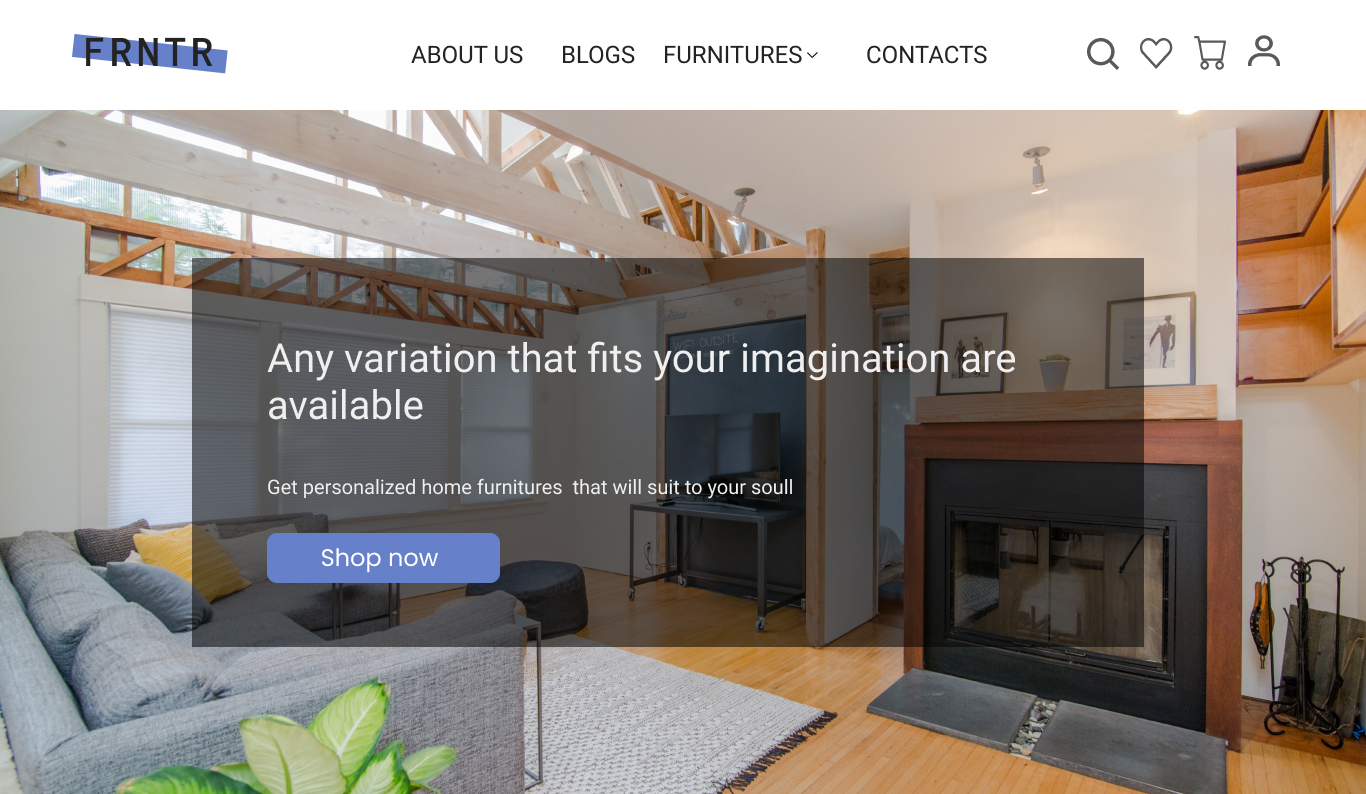 FRNTR
ABOUT US BLOGS FURNITURES CONTACTS
Any variation that fits your imagination are
available
Get personalized home furnitures that will suit to your soull
Shop now